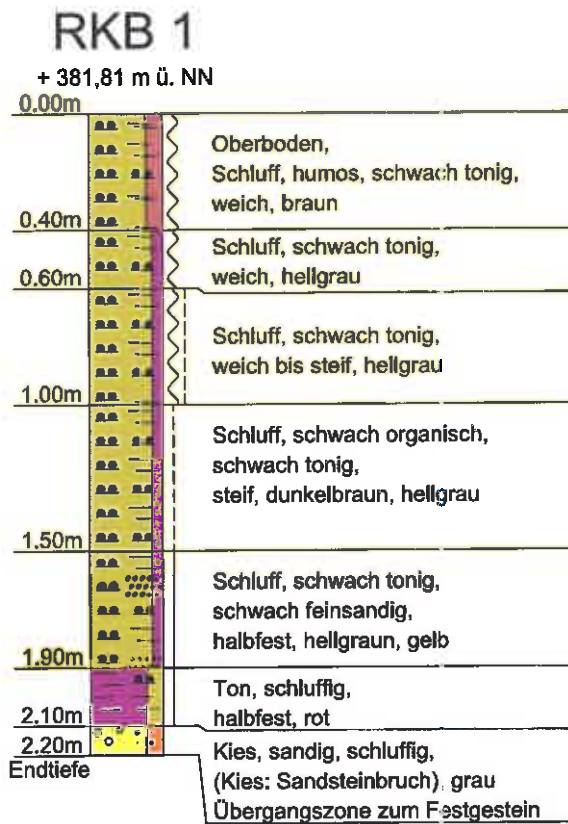 RKB 1
+ 381,81 m ü. NN
0.00m
Oberboden,
Schluff, humos, schwach tonig,
weich, braun
0.40m
Schluff, schwach tonig,
weich, hellgrau
0.60m
Schluff, schwach tonig,
weich bis steif, hellgrau
1.00m
Schluff, schwach organisch,
schwach tonig,
steif, dunkelbraun, hellgrau
1.50m
Schluff, schwach tonig,
schwach feinsandig,
halbfest, hellgraun, gelb
1.90m
Ton, schluffig,
halbfest, rot
2.10m
Kies, sandig, schluffig,
(Kies: Sandsteinbruch), grau
Übergangszone zum Festgestein
2.20m
Endtiefe